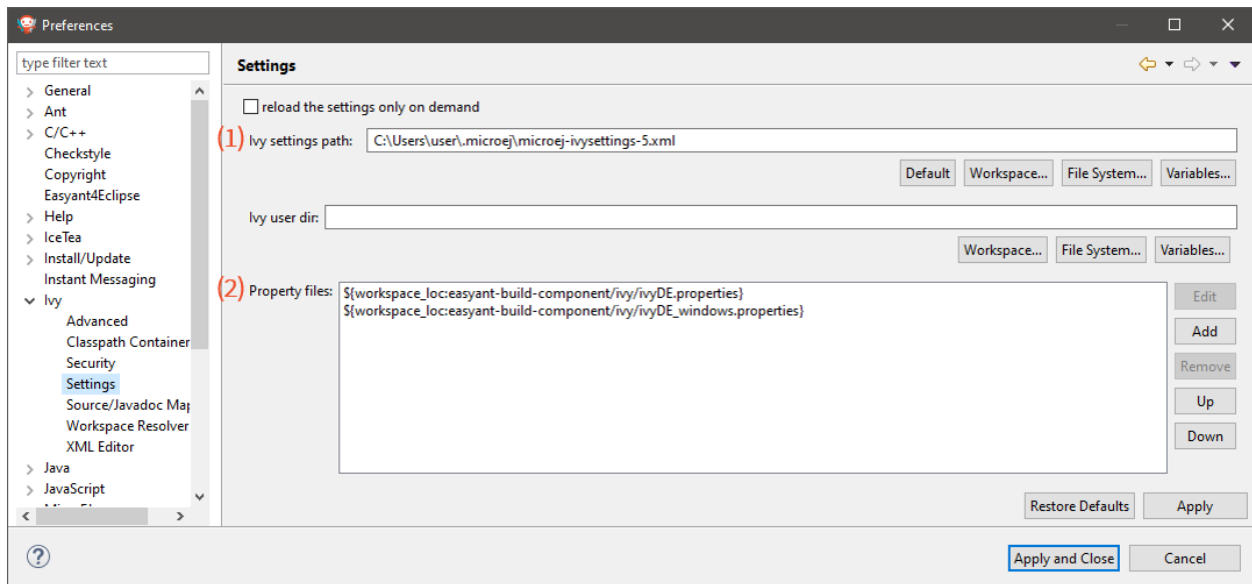 Preferences
type filter text
Settings
General
Ant
C/C++
Checkstyle
Copyright
Easyant4Eclipse
Help
IceTea
Install/Update
Instant Messaging
Ivy
Advanced
Classpath Container
Security
Settings
Source/Javadoc Map
Workspace Resolver
XML Editor
Java
JavaScript
reload the settings only on demand
(1) Ivy settings path: C:\Users\user\.microej\microej-ivysettings-5.xml
Default Workspace... File System... Variables...
Ivy user dir:
Workspace... File System... Variables...
(2) Property files: ${workspace_loc:easyant-build-component/ivy/ivyDE.properties}
${workspace_loc:easyant-build-component/ivy/ivyDE_windows.properties}
Edit
Add
Remove
Up
Down
Restore Defaults Apply
Apply and Close Cancel